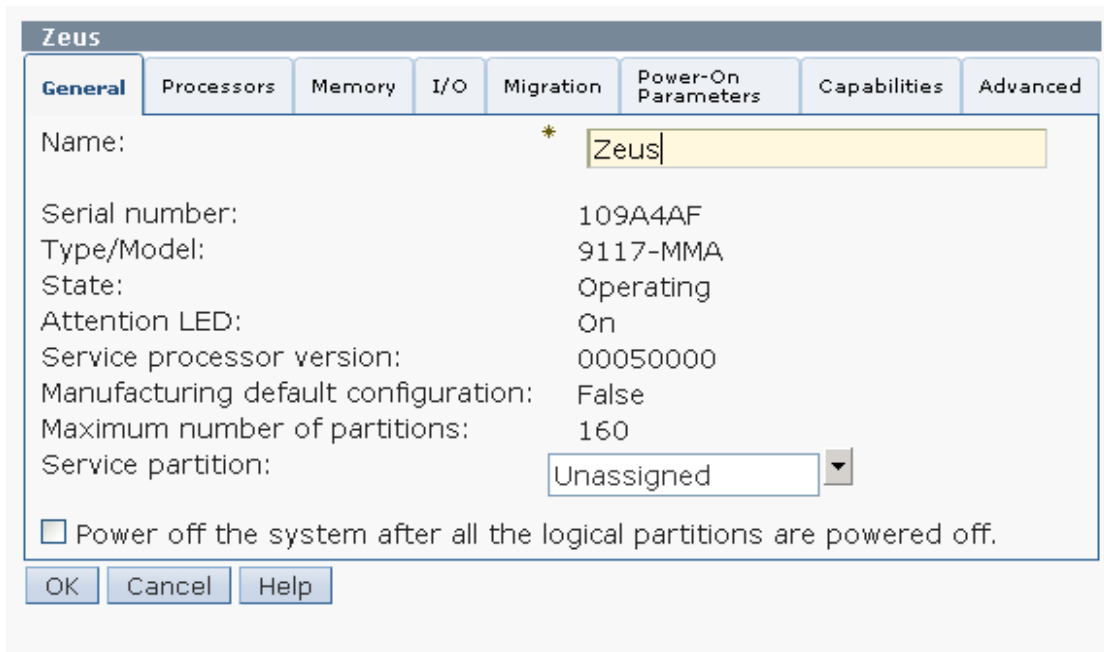 Zeus
General Processors Memory I/O Migration Power-On Parameters Capabilities Advanced
Name: * Zeus
Serial number: 109A4AF
Type/Model: 9117-MMA
State: Operating
Attention LED: On
Service processor version: 00050000
Manufacturing default configuration: False
Maximum number of partitions: 160
Service partition: Unassigned
Power off the system after all the logical partitions are powered off.
OK Cancel Help